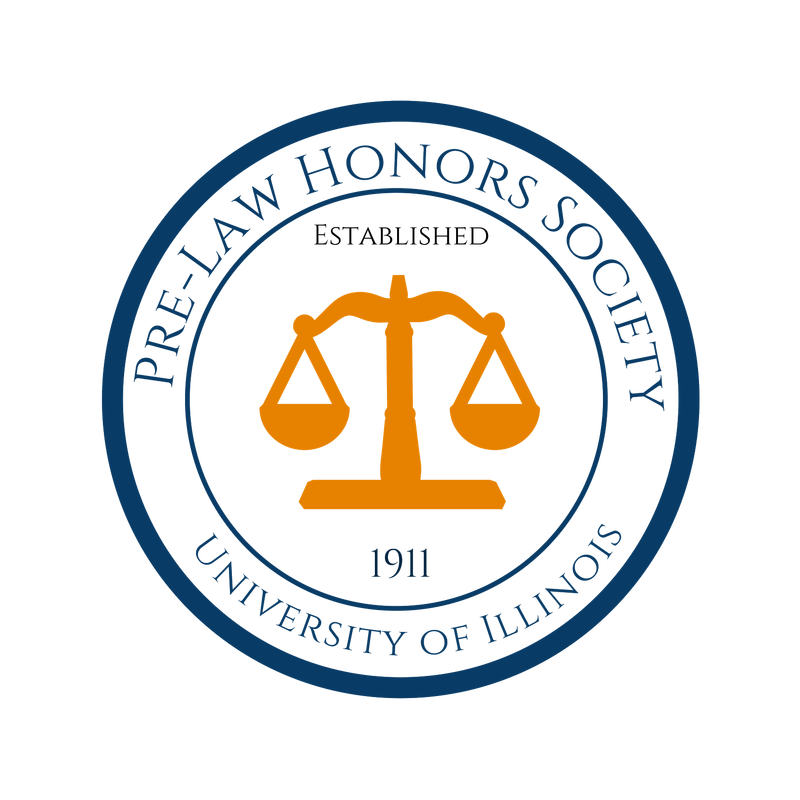 Pre-Law Honors Society
Established
1911
University of Illinois